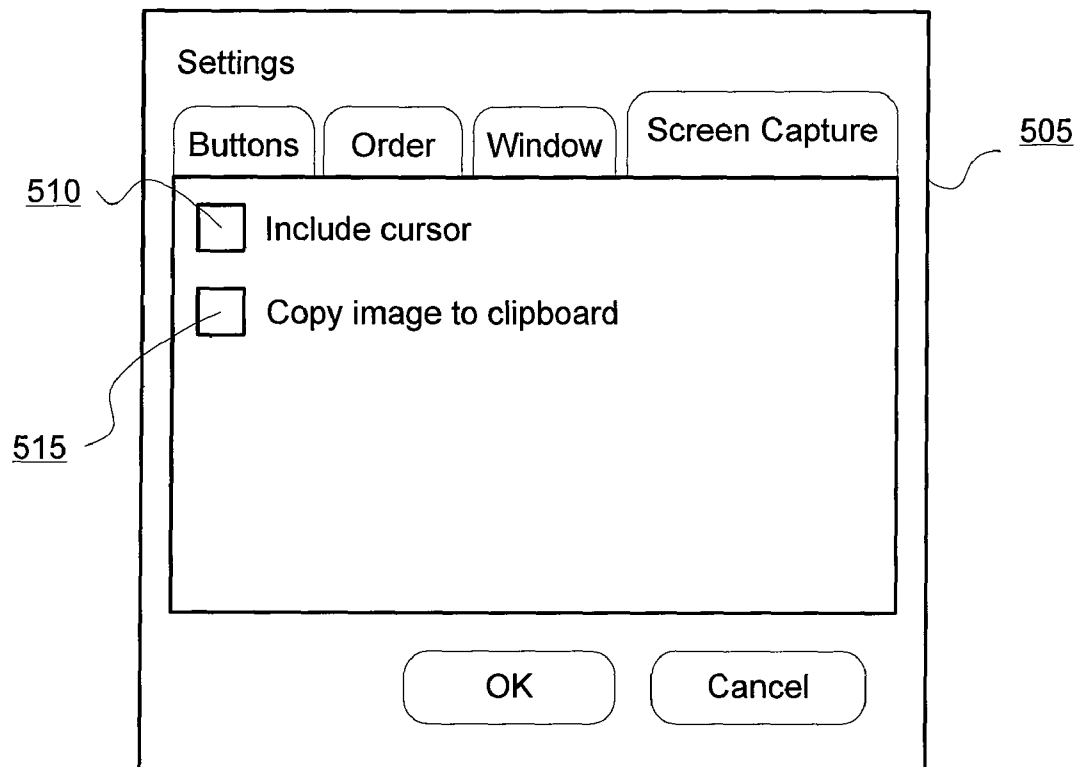 Settings
Buttons Order Window Screen Capture
505
510
Include cursor
Copy image to clipboard
515
OK Cancel